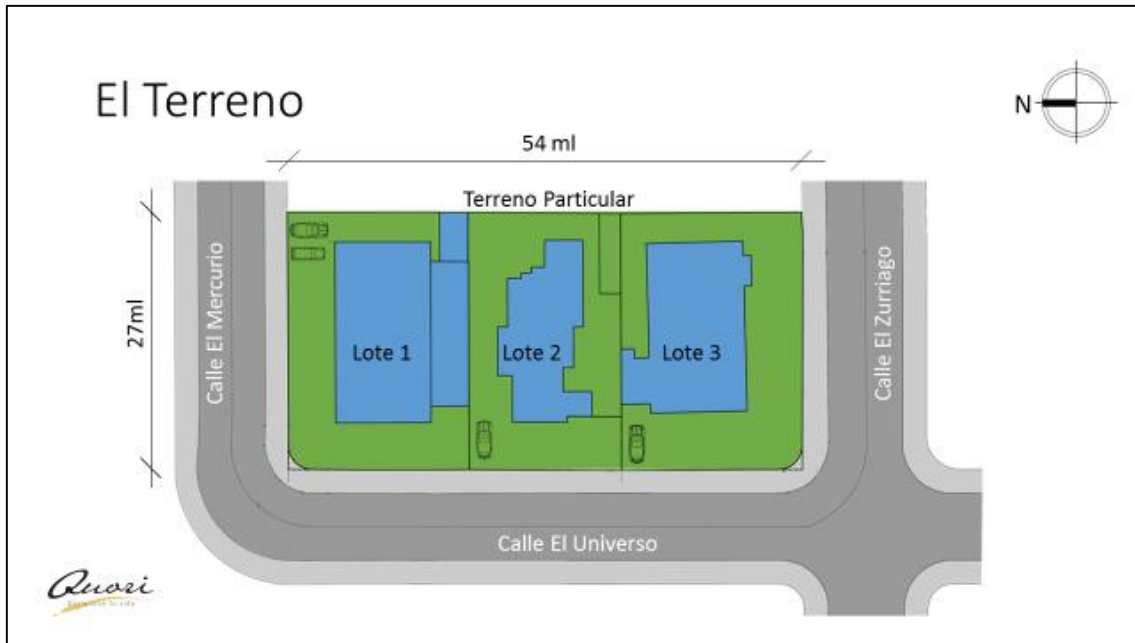 El Terreno
N
54 ml
Terreno Particular
27ml
Calle El Mercurio
Lote 1
Lote 2
Lote 3
Calle El Zurriago
Calle El Universo
Quori